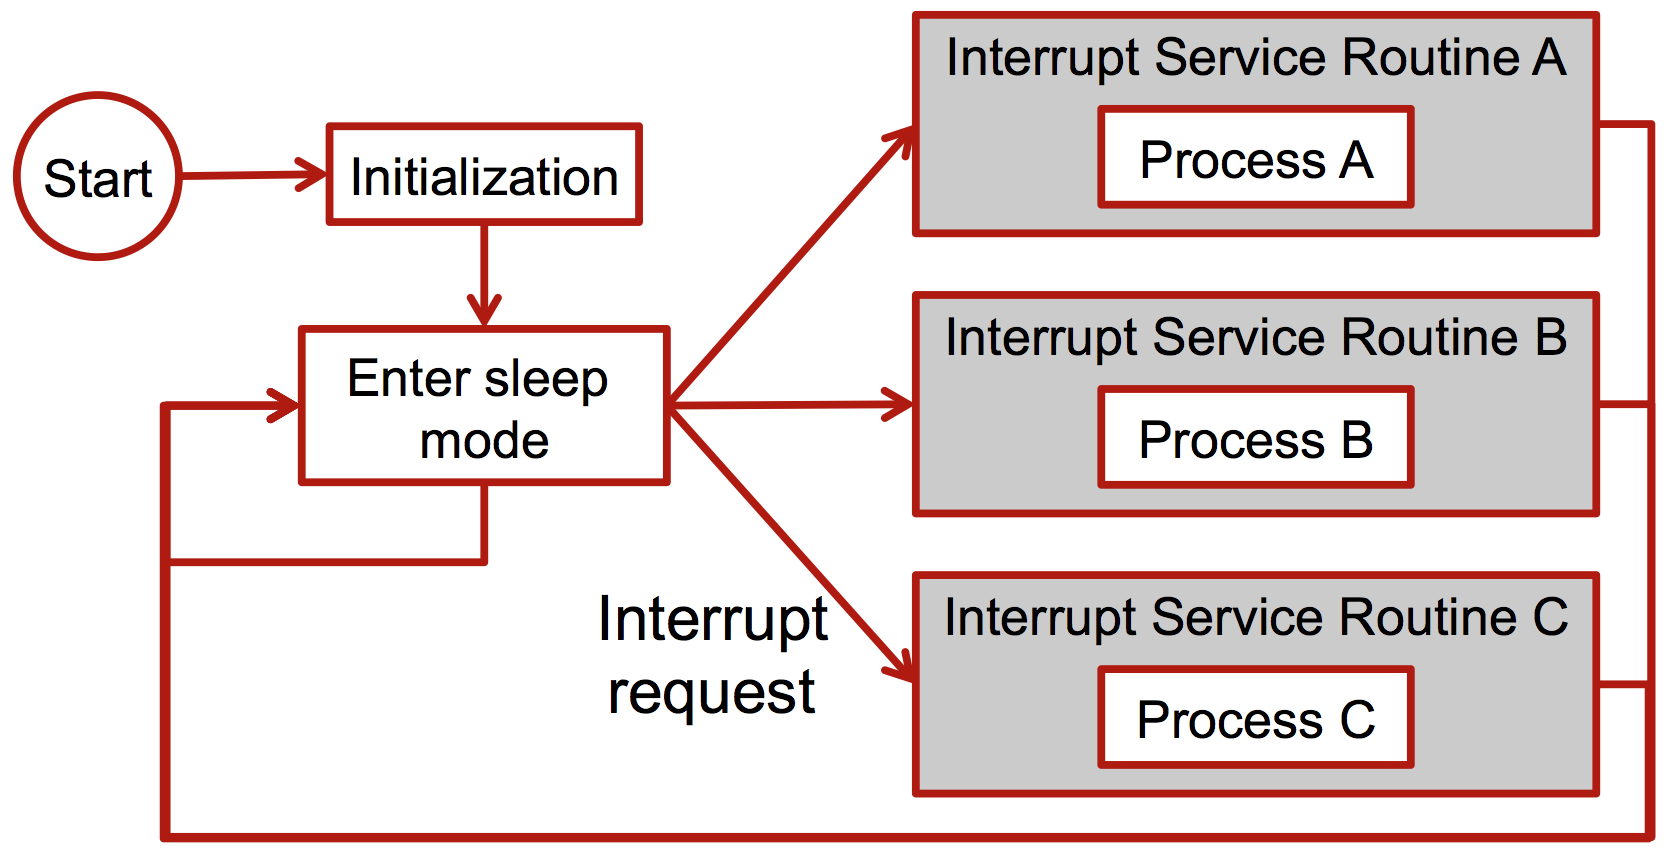 Start
Initialization
Enter sleep
mode
Interrupt
request
Interrupt Service Routine A
Process A
Interrupt Service Routine B
Process B
Interrupt Service Routine C
Process C